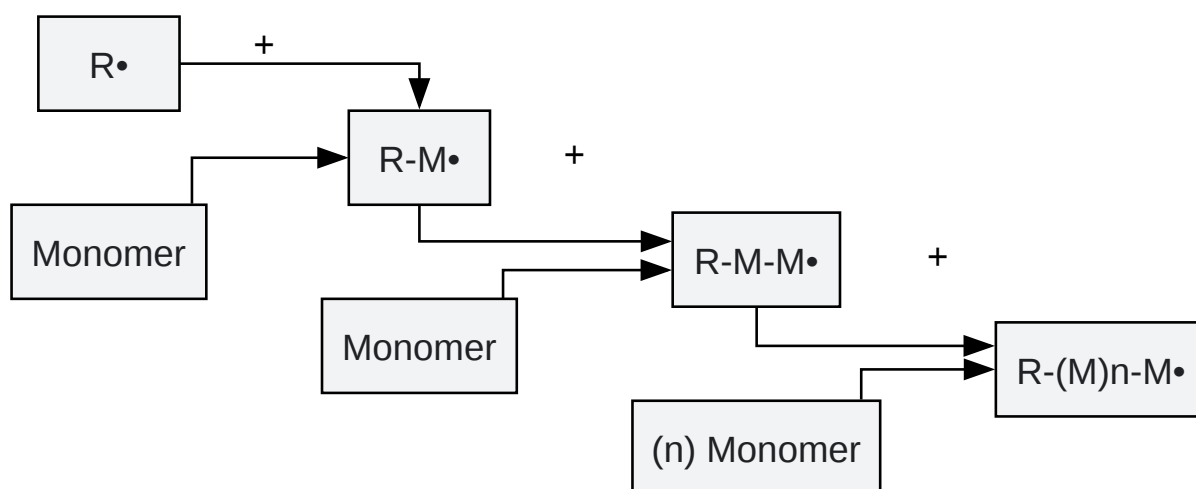 R•
+
R-M•
+
Monomer
R-M-M•
+
Monomer
R-(M)n-M•
(n) Monomer